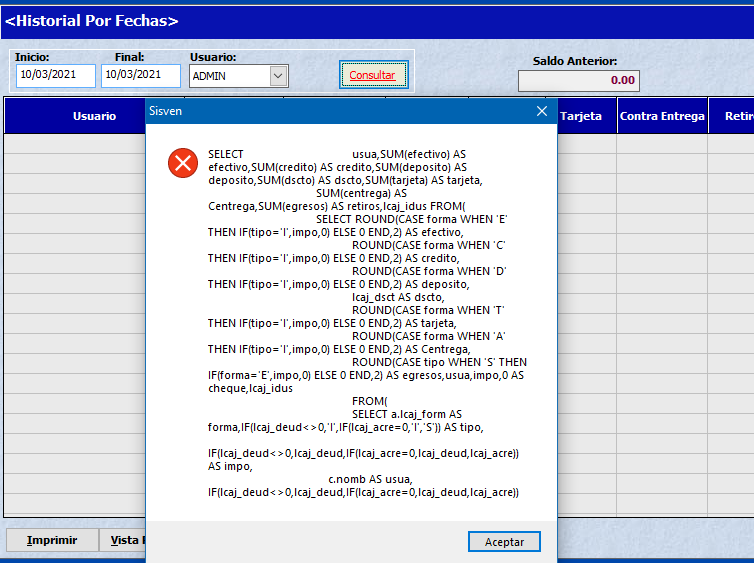 <Historial Por Fechas>
Inicio: Final: Usuario:
10/03/2021 10/03/2021 ADMIN Consultar
Saldo Anterior:
0.00
Usuario Tarjeta Contra Entrega
Sisven
SELECT usua,SUM(efectivo) AS
efectivo,SUM(credito) AS credito,SUM(deposito) AS
deposito,SUM(dscto) AS dscto,SUM(tarjeta) AS tarjeta,
SUM(centrega) AS
Centrega,SUM(egresos) AS retiros,lcaj_idus FROM(
SELECT ROUND(CASE forma WHEN 'E'
THEN IF(tipo='I',impo,0) ELSE 0 END,2) AS efectivo,
ROUND(CASE forma WHEN 'C'
THEN IF(tipo='I',impo,0) ELSE 0 END,2) AS credito,
ROUND(CASE forma WHEN 'D'
THEN IF(tipo='I',impo,0) ELSE 0 END,2) AS deposito,
lcaj_dsct AS dscto,
ROUND(CASE forma WHEN 'T'
THEN IF(tipo='I',impo,0) ELSE 0 END,2) AS tarjeta,
ROUND(CASE forma WHEN 'A'
THEN IF(tipo='I',impo,0) ELSE 0 END,2) AS Centrega,
ROUND(CASE tipo WHEN 'S' THEN
IF(forma='E',impo,0) ELSE 0 END,2) AS egresos,usua,impo,0 AS
cheque,lcaj_idus
FROM(
SELECT a.lcaj_form AS
forma,IF(lcaj_deud<>0,'I',IF(lcaj_acre=0,'I','S')) AS tipo,
IF(lcaj_deud<>0,lcaj_deud,IF(lcaj_acre=0,lcaj_deud,lcaj_acre))
AS impo,
c.nomb AS usua,
IF(lcaj_deud<>0,lcaj_deud,IF(lcaj_acre=0,lcaj_deud,lcaj_acre))
Aceptar
Imprimir Vista